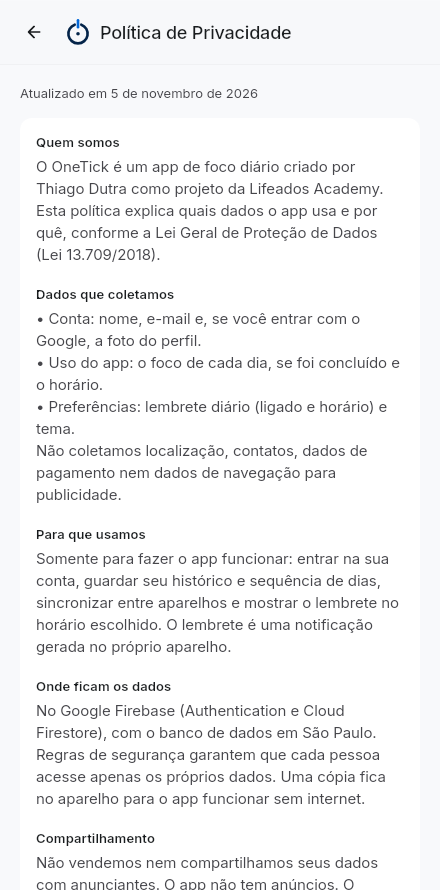 Política de Privacidade
Atualizado em 5 de novembro de 2026
Quem somos
O OneTick é um app de foco diário criado por
Thiago Dutra como projeto da Lifeados Academy.
Esta política explica quais dados o app usa e por
quê, conforme a Lei Geral de Proteção de Dados
(Lei 13.709/2018).
Dados que coletamos
• Conta: nome, e-mail e, se você entrar com o
Google, a foto do perfil.
• Uso do app: o foco de cada dia, se foi concluído e
o horário.
• Preferências: lembrete diário (ligado e horário) e
tema.
Não coletamos localização, contatos, dados de
pagamento nem dados de navegação para
publicidade.
Para que usamos
Somente para fazer o app funcionar: entrar na sua
conta, guardar seu histórico e sequência de dias,
sincronizar entre aparelhos e mostrar o lembrete no
horário escolhido. O lembrete é uma notificação
gerada no próprio aparelho.
Onde ficam os dados
No Google Firebase (Authentication e Cloud
Firestore), com o banco de dados em São Paulo.
Regras de segurança garantem que cada pessoa
acesse apenas os próprios dados. Uma cópia fica
no aparelho para o app funcionar sem internet.
Compartilhamento
Não vendemos nem compartilhamos seus dados
com anunciantes. O app não tem anúncios. O